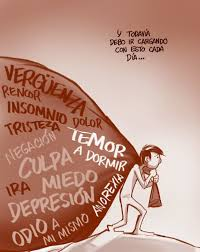 Y TODAVÍA
DEBO IR CARGANDO
CON ESTO CADA
DÍA...
VERGÜENZA
RENCOR
INSOMNIO
DOLOR
TRISTEZA
TEMOR
A DORMIR
NEGACIÓN
CULPA
IRA
MIEDO
DEPRESIÓN
ANOREXIA
ODIO A
MI MISMO